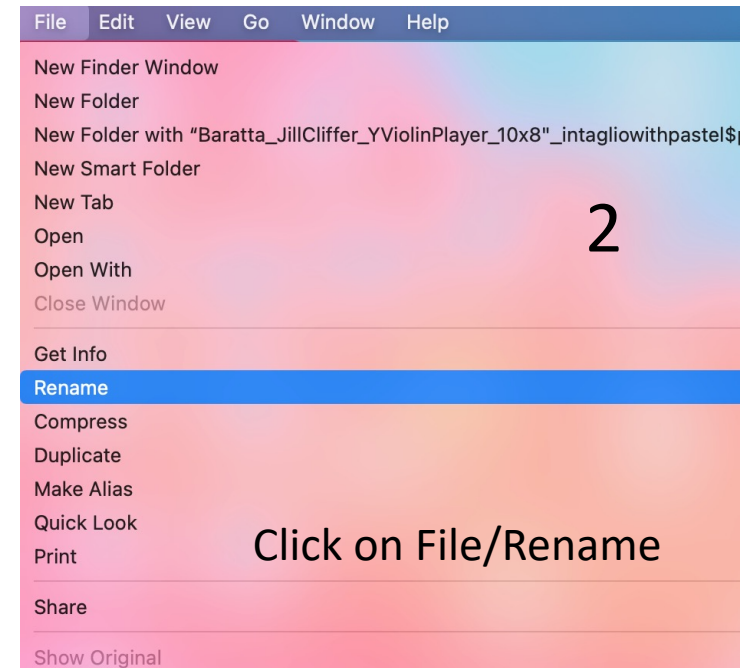 File Edit View Go Window Help
New Finder Window
New Folder
New Folder with “Baratta_JillCliffer_YViolinPlayer_10x8"_intagliowithpastel$
New Smart Folder
New Tab
2
Open
Open With
Close Window
Get Info
Rename
Compress
Duplicate
Make Alias
Quick Look
Click on File/Rename
Print
Share
Show Original